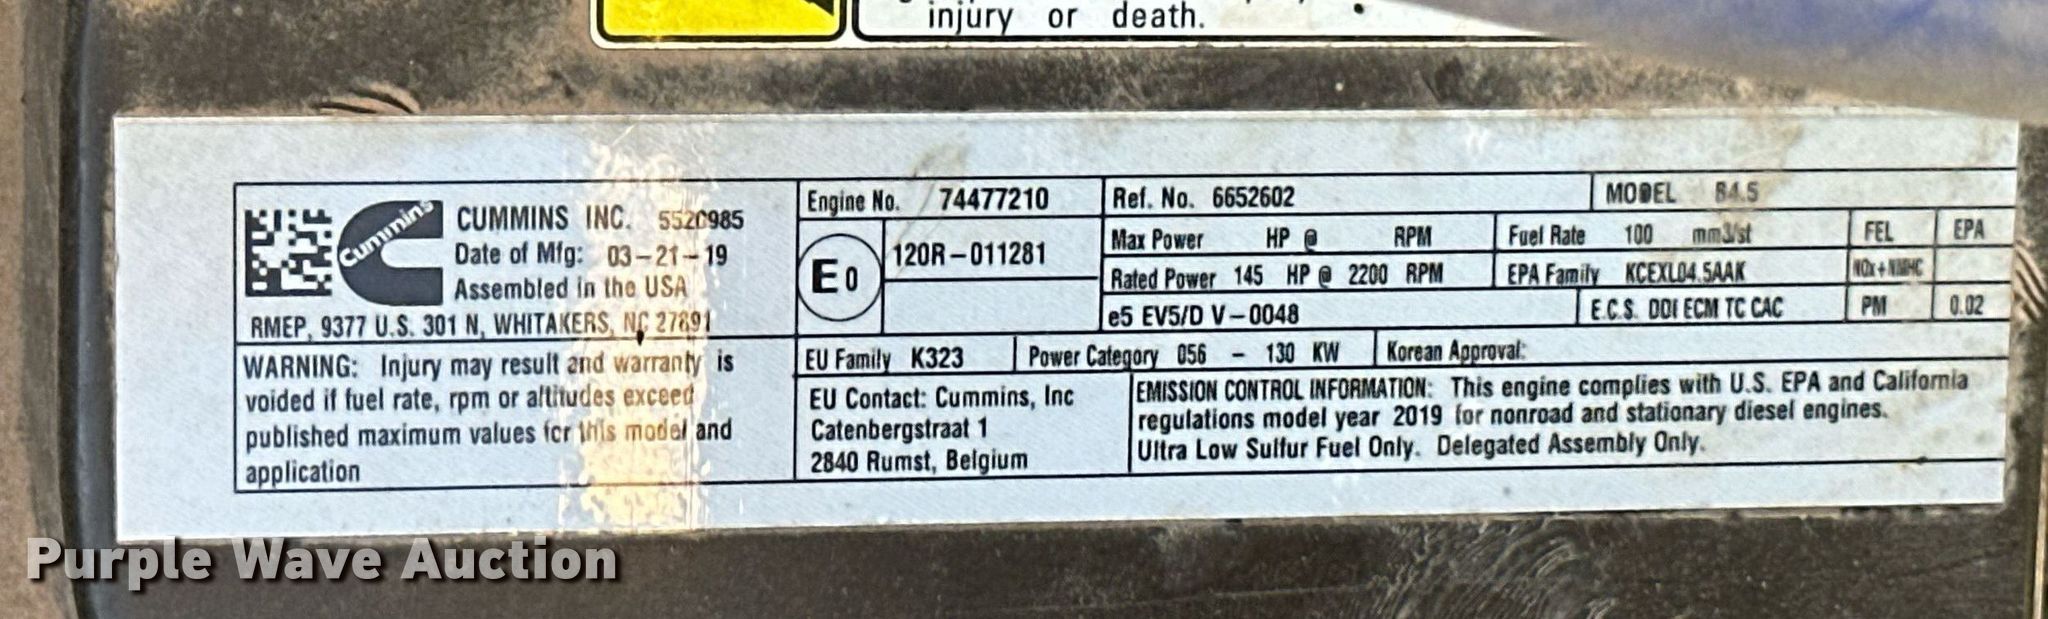 injury or death.
Cummins
CUMMINS INC. 5520985
Date of Mfg: 03-21-19
Assembled in the USA
RMEP, 9377 U.S. 301 N, WHITAKERS, NC 27891
WARNING: Injury may result and warranty is
voided if fuel rate, rpm or altitudes exceed
published maximum values for this model and
application
Engine No. 74477210
E0
120R-011281
Ref. No. 6652602
MODEL B4.5
Max Power HP @ RPM
Fuel Rate 100 mm3/st
FEL
EPA
Rated Power 145 HP @ 2200 RPM
EPA Family KCEXL04.5AAK
NOx+NMHC
e5 EV5/D V-0048
E.C.S. DDI ECM TC CAC
PM
0.02
EU Family K323
Power Category 056 - 130 KW
Korean Approval:
EU Contact: Cummins, Inc
Catenbergstraat 1
2840 Rumst, Belgium
EMISSION CONTROL INFORMATION: This engine complies with U.S. EPA and California
regulations model year 2019 for nonroad and stationary diesel engines.
Ultra Low Sulfur Fuel Only. Delegated Assembly Only.
Purple Wave Auction